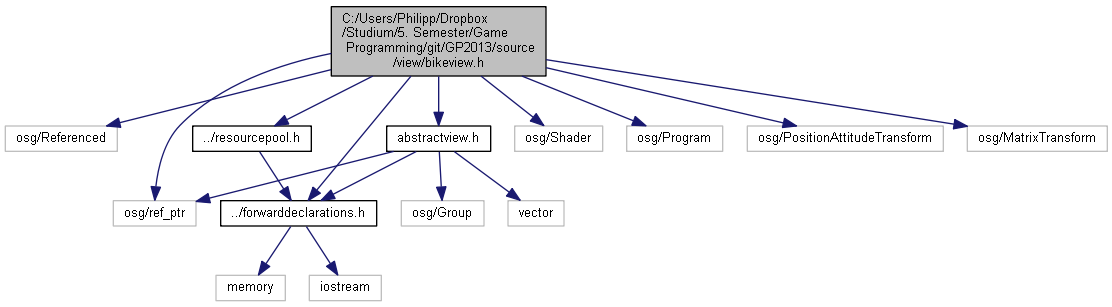 C:/Users/Philipp/Dropbox
/Studium/5. Semester/Game
Programming/git/GP2013/source
/view/bikeview.h
osg/Referenced
../resourcepool.h
abstractview.h
osg/Shader
osg/Program
osg/PositionAttitudeTransform
osg/MatrixTransform
osg/ref_ptr
../forwarddeclarations.h
osg/Group
vector
memory
iostream